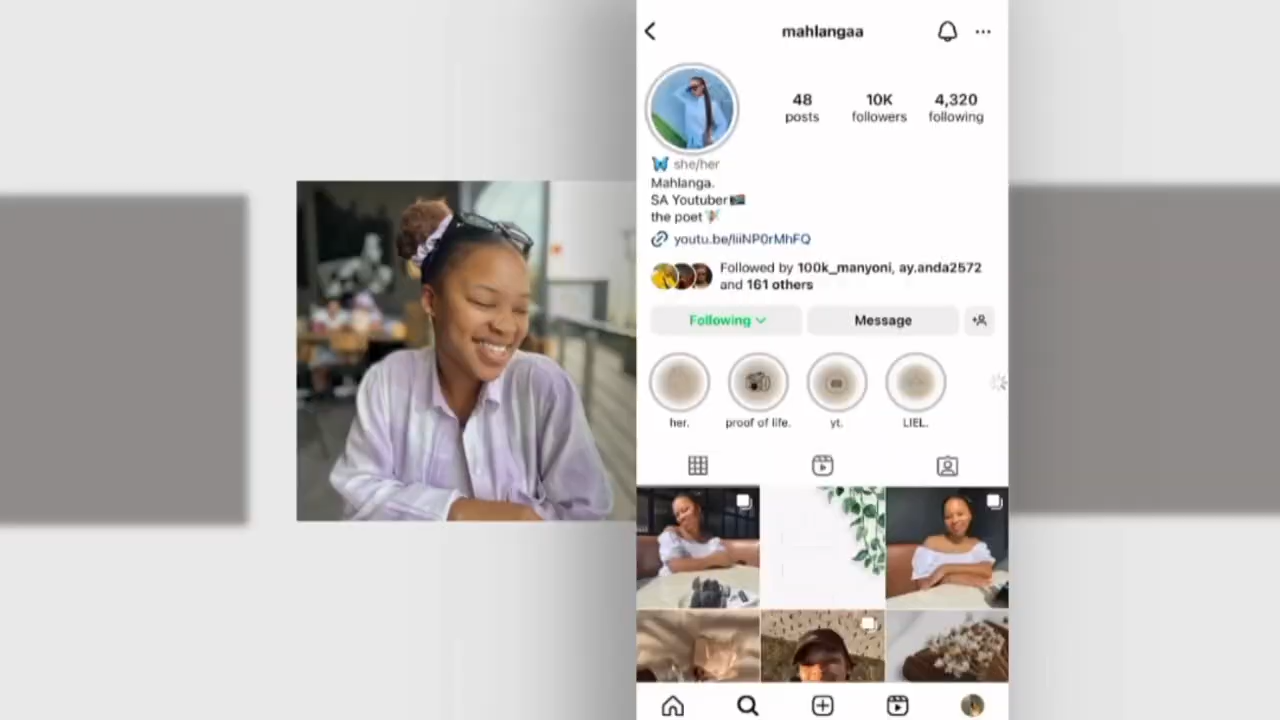 mahlangaa
48 10K 4,320
posts followers following
she/her
Mahlanga.
SA Youtuber
the poet
youtu.be/IiiNP0rMhFQ
Followed by 100k_manyoni, ay.anda2572
and 161 others
Following Message
her. proof of life. yt. LIEL.